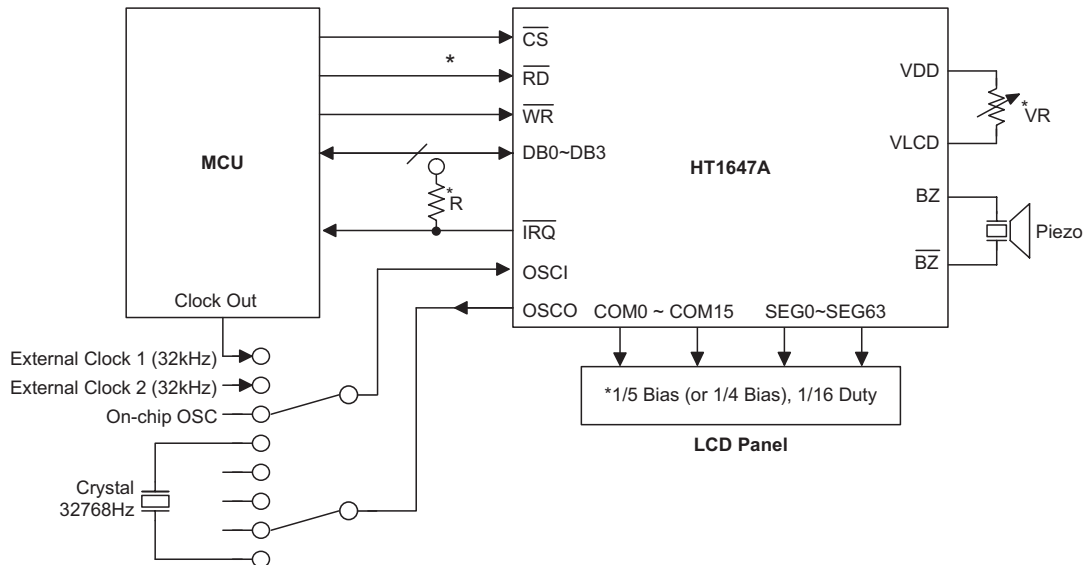 CS
*
RD
VDD
WR
*VR
VLCD
MCU
DB0~DB3
HT1647A
*R
BZ
IRQ
Piezo
BZ
OSCI
Clock Out
OSCO
COM0 ~ COM15
SEG0~SEG63
External Clock 1 (32kHz)
External Clock 2 (32kHz)
*1/5 Bias (or 1/4 Bias), 1/16 Duty
On-chip OSC
LCD Panel
Crystal
32768Hz